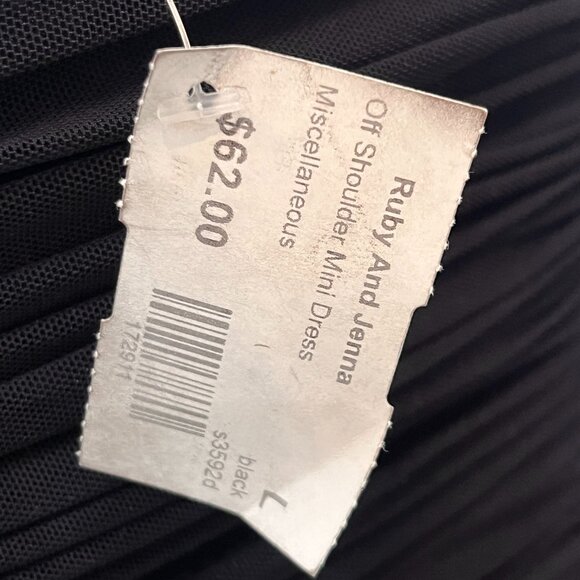 Ruby And Jenna
Off Shoulder Mini Dress
Miscellaneous
$62.00
172911
L
black
s3592d